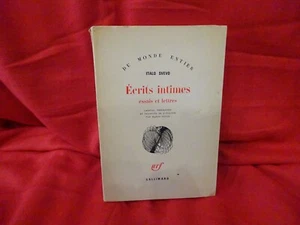 DU MONDE ENTIER
ITALO SVEVO
Écrits intimes
essais et lettres
nrf
GALLIMARD